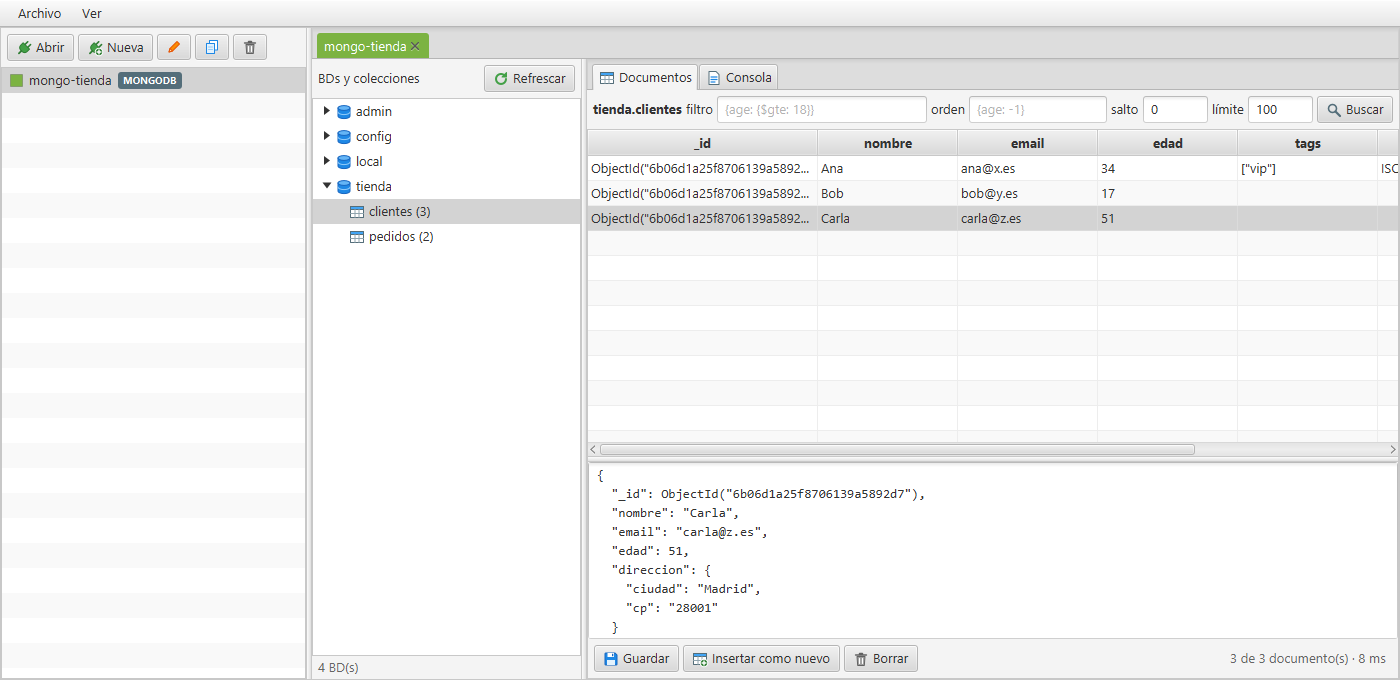 Archivo Ver
Abrir Nueva
mongo-tienda MONGODB
mongo-tienda
BDs y colecciones Refrescar
admin
config
local
tienda
clientes (3)
pedidos (2)
4 BD(s)
Documentos Consola
tienda.clientes filtro {age: {$gte: 18}} orden {age: -1} salto 0 límite 100 Buscar
_id nombre email edad tags
ObjectId("6b06d1a25f8706139a5892... Ana ana@x.es 34 ["vip"] ISC
ObjectId("6b06d1a25f8706139a5892... Bob bob@y.es 17
ObjectId("6b06d1a25f8706139a5892... Carla carla@z.es 51
{
"_id": ObjectId("6b06d1a25f8706139a5892d7"),
"nombre": "Carla",
"email": "carla@z.es",
"edad": 51,
"direccion": {
"ciudad": "Madrid",
"cp": "28001"
}
Guardar Insertar como nuevo Borrar 3 de 3 documento(s) · 8 ms